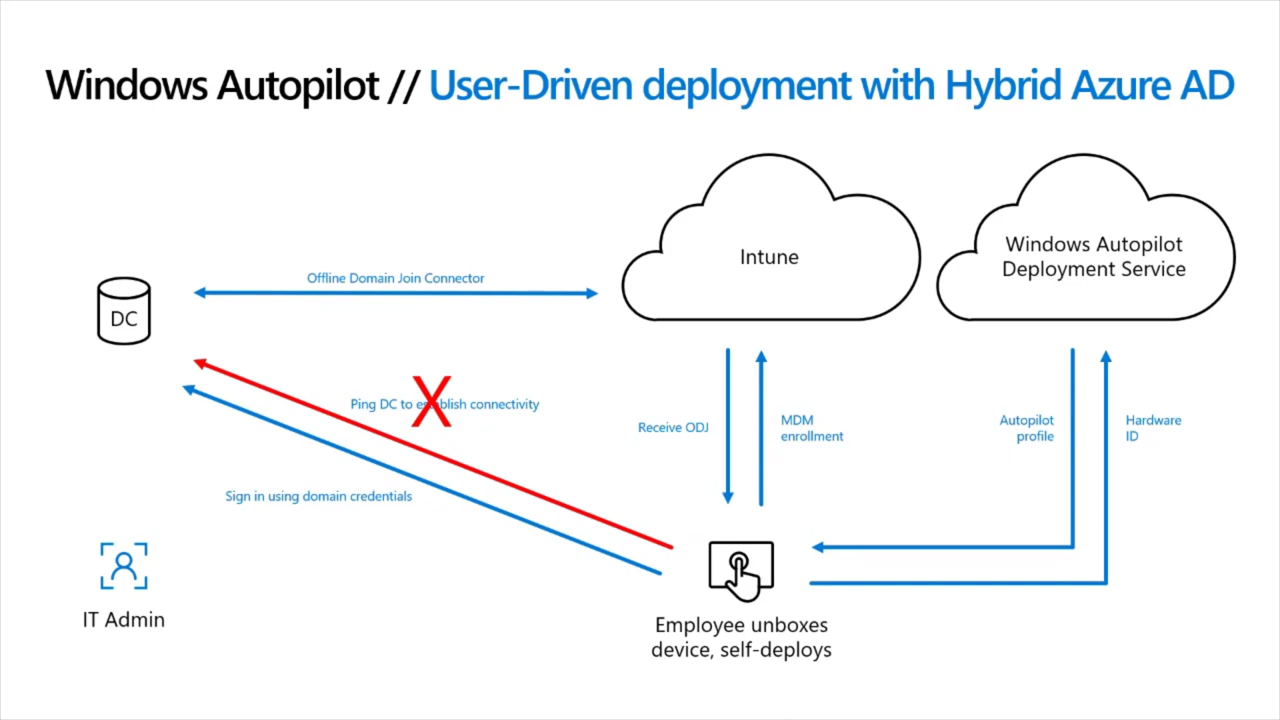 Windows Autopilot // User-Driven deployment with Hybrid Azure AD
Intune
Windows Autopilot
Deployment Service
Offline Domain Join Connector
DC
X
Ping DC to establish connectivity
Receive ODJ
MDM
enrollment
Autopilot
profile
Hardware
ID
Sign in using domain credentials
IT Admin
Employee unboxes
device, self-deploys